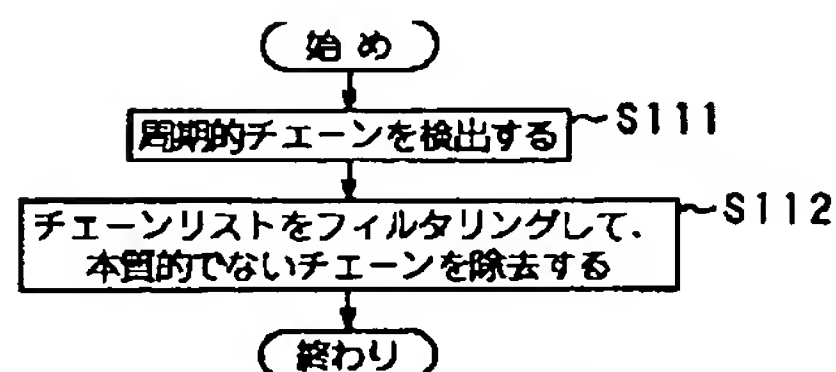 始め
周期的チェーンを検出する
S111
チェーンリストをフィルタリングして、
S112
本質的でないチェーンを除去する
終わり